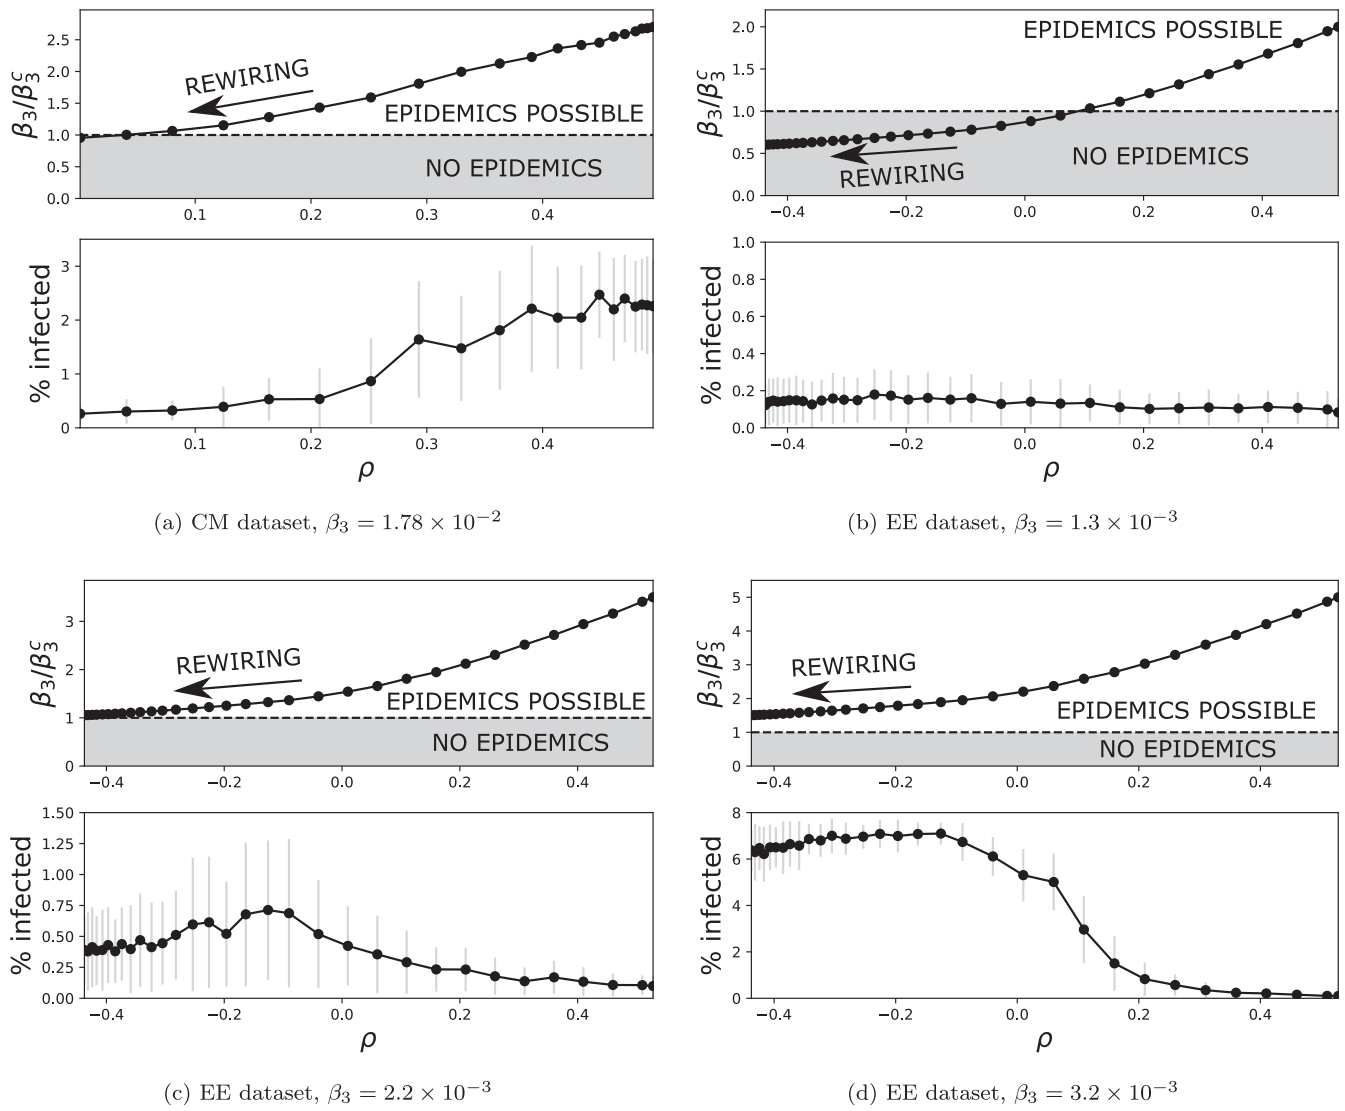 β₃/β₃ᶜ
2.5
2.0
1.5
1.0
0.5
0.0
REWIRING
EPIDEMICS POSSIBLE
NO EPIDEMICS
0.1 0.2 0.3 0.4
% infected
3
2
1
0
0.1 0.2 0.3 0.4
ρ
(a) CM dataset, β₃ = 1.78 × 10⁻²
β₃/β₃ᶜ
2.0
1.5
1.0
0.5
0.0
EPIDEMICS POSSIBLE
NO EPIDEMICS
REWIRING
−0.4 −0.2 0.0 0.2 0.4
% infected
1.0
0.8
0.6
0.4
0.2
0.0
−0.4 −0.2 0.0 0.2 0.4
ρ
(b) EE dataset, β₃ = 1.3 × 10⁻³
β₃/β₃ᶜ
3
2
1
0
REWIRING
EPIDEMICS POSSIBLE
NO EPIDEMICS
−0.4 −0.2 0.0 0.2 0.4
% infected
1.50
1.25
1.00
0.75
0.50
0.25
0.00
−0.4 −0.2 0.0 0.2 0.4
ρ
(c) EE dataset, β₃ = 2.2 × 10⁻³
β₃/β₃ᶜ
5
4
3
2
1
0
REWIRING
EPIDEMICS POSSIBLE
NO EPIDEMICS
−0.4 −0.2 0.0 0.2 0.4
% infected
8
6
4
2
0
−0.4 −0.2 0.0 0.2 0.4
ρ
(d) EE dataset, β₃ = 3.2 × 10⁻³